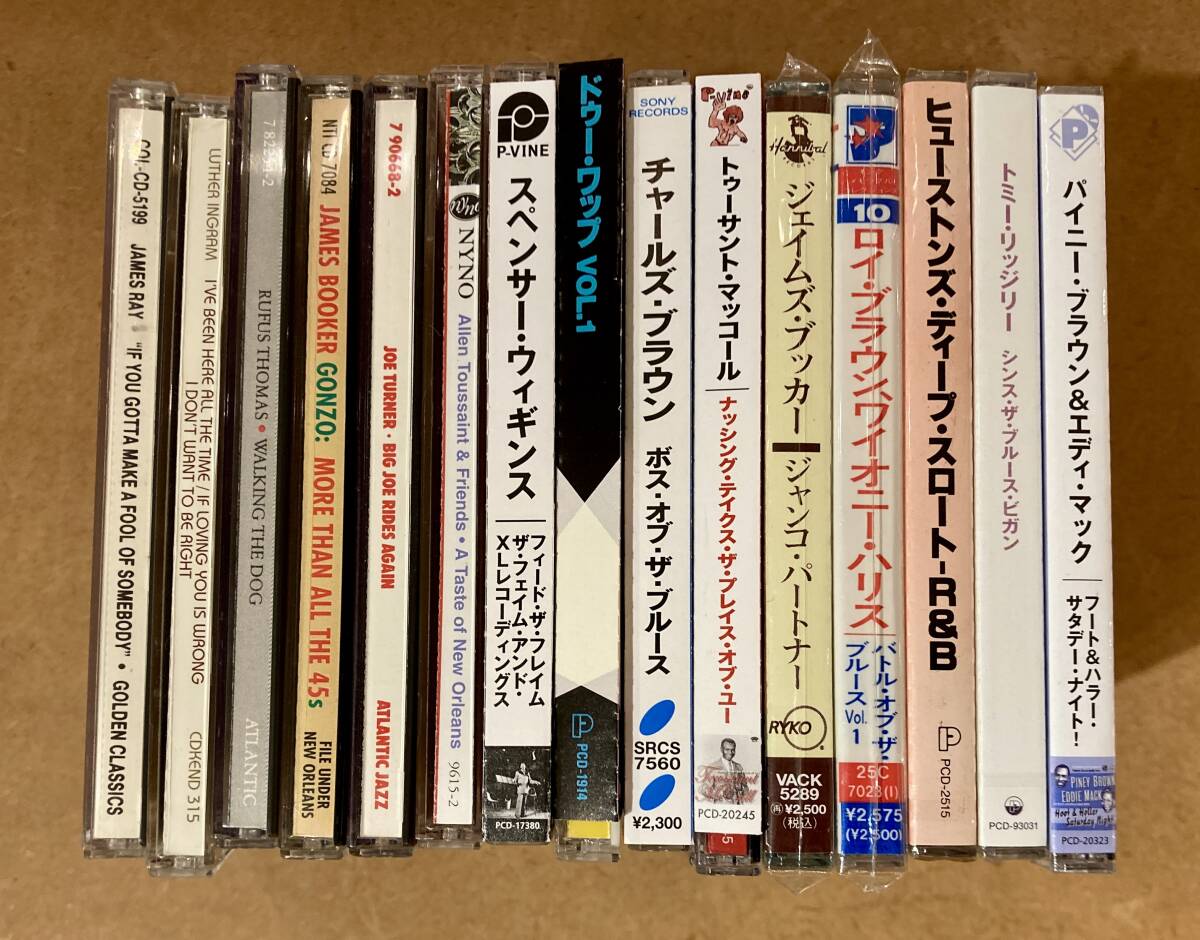 COL-CD-5199 JAMES RAY "IF YOU GOTTA MAKE A FOOL OF SOMEBODY" • GOLDEN CLASSICS
LUTHER INGRAM I'VE BEEN HERE ALL THE TIME / IF LOVING YOU IS WRONG
I DON'T WANT TO BE RIGHT
CDKEND 315
RUFUS THOMAS • WALKING THE DOG
ATLANTIC
NTI CD 7084
JAMES BOOKER GONZO: MORE THAN ALL THE 45s
FILE UNDER
NEW ORLEANS
7 90668-2
JOE TURNER · BIG JOE RIDES AGAIN
ATLANTIC JAZZ
NYNO Allen Toussaint & Friends • A Taste of New Orleans 9615-2
P-VINE
スペンサー・ウィギンス
フィード・ザ・フレイム
ザ・フェイム・アンド・
XLレコーディングス
PCD-17380
ドゥー・ワップ VOL.1
PCD-1914
SONY
RECORDS
チャールズ・ブラウン ボス・オブ・ザ・ブルース
SRCS
7560
¥2,300
P-Vine
トゥーサント・マッコール
ナッシング・テイクス・ザ・プレイス・オブ・ユー
PCD-20245
Hannibal
ジェイムズ・ブッカー
ジャンコ・パートナー
RYKO
VACK
5289
再 ¥2,500
(税込)
10
ロイ・ブラウン、ワイオニー・ハリス
バトル・オブ・ザ・
ブルース Vol. 1
25C
7023(I)
¥2,575
(¥2,500)
ヒューストンズ・ディープ・スロート-R&B
PCD-2515
トミー・リッジリー シンス・ザ・ブルース・ビガン
PCD-93031
P
パイニー・ブラウン&エディ・マック
フート&ハラー・
サタデー・ナイト!
PINEY BROWN
EDDIE MACK
Hoot & Holler
Saturday Night
PCD-20323